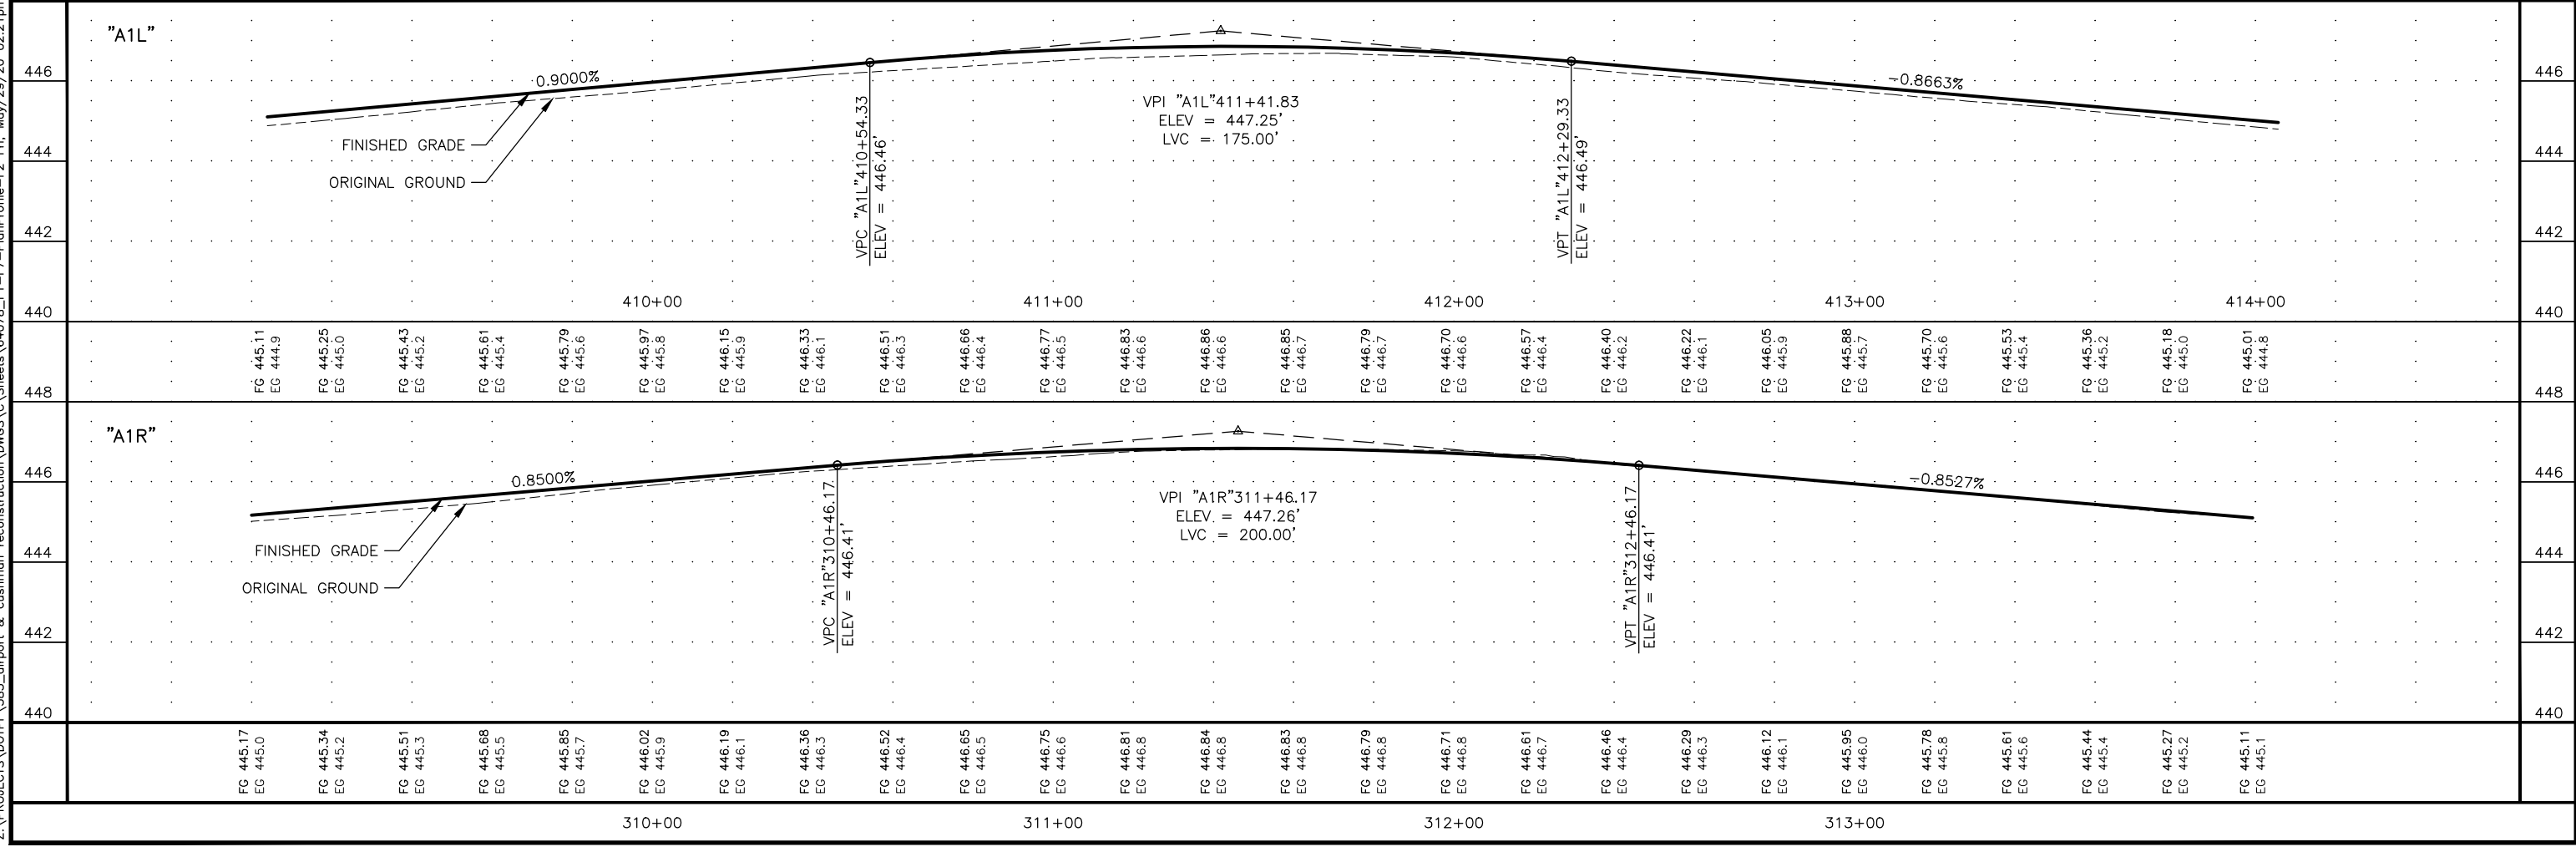 "A1L"
446
446
0.9000%
-0.8663%
VPI "A1L"411+41.83
ELEV = 447.25'
LVC = 175.00'
FINISHED GRADE
ORIGINAL GROUND
VPC "A1L"410+54.33
ELEV = 446.46'
VPT "A1L"412+29.33
ELEV = 446.49'
444
444
442
442
410+00
411+00
412+00
413+00
414+00
440
440
FG 445.11
EG 444.9
FG 445.25
EG 445.0
FG 445.43
EG 445.2
FG 445.61
EG 445.4
FG 445.79
EG 445.6
FG 445.97
EG 445.8
FG 446.15
EG 445.9
FG 446.33
EG 446.1
FG 446.51
EG 446.3
FG 446.66
EG 446.4
FG 446.77
EG 446.5
FG 446.83
EG 446.6
FG 446.86
EG 446.6
FG 446.85
EG 446.7
FG 446.79
EG 446.7
FG 446.70
EG 446.6
FG 446.57
EG 446.4
FG 446.40
EG 446.2
FG 446.22
EG 446.1
FG 446.05
EG 445.9
FG 445.88
EG 445.7
FG 445.70
EG 445.6
FG 445.53
EG 445.4
FG 445.36
EG 445.2
FG 445.18
EG 445.0
FG 445.01
EG 444.8
448
448
"A1R"
446
446
0.8500%
-0.8527%
VPI "A1R"311+46.17
ELEV = 447.26'
LVC = 200.00'
FINISHED GRADE
ORIGINAL GROUND
VPC "A1R"310+46.17
ELEV = 446.41'
VPT "A1R"312+46.17
ELEV = 446.41'
444
444
442
442
440
440
FG 445.17
EG 445.0
FG 445.34
EG 445.2
FG 445.51
EG 445.3
FG 445.68
EG 445.5
FG 445.85
EG 445.7
FG 446.02
EG 445.9
FG 446.19
EG 446.1
FG 446.36
EG 446.3
FG 446.52
EG 446.4
FG 446.65
EG 446.5
FG 446.75
EG 446.6
FG 446.81
EG 446.8
FG 446.84
EG 446.8
FG 446.83
EG 446.8
FG 446.79
EG 446.8
FG 446.71
EG 446.8
FG 446.61
EG 446.7
FG 446.46
EG 446.4
FG 446.29
EG 446.3
FG 446.12
EG 446.1
FG 445.95
EG 446.0
FG 445.78
EG 445.8
FG 445.61
EG 445.6
FG 445.44
EG 445.4
FG 445.27
EG 445.2
FG 445.11
EG 445.1
310+00
311+00
312+00
313+00